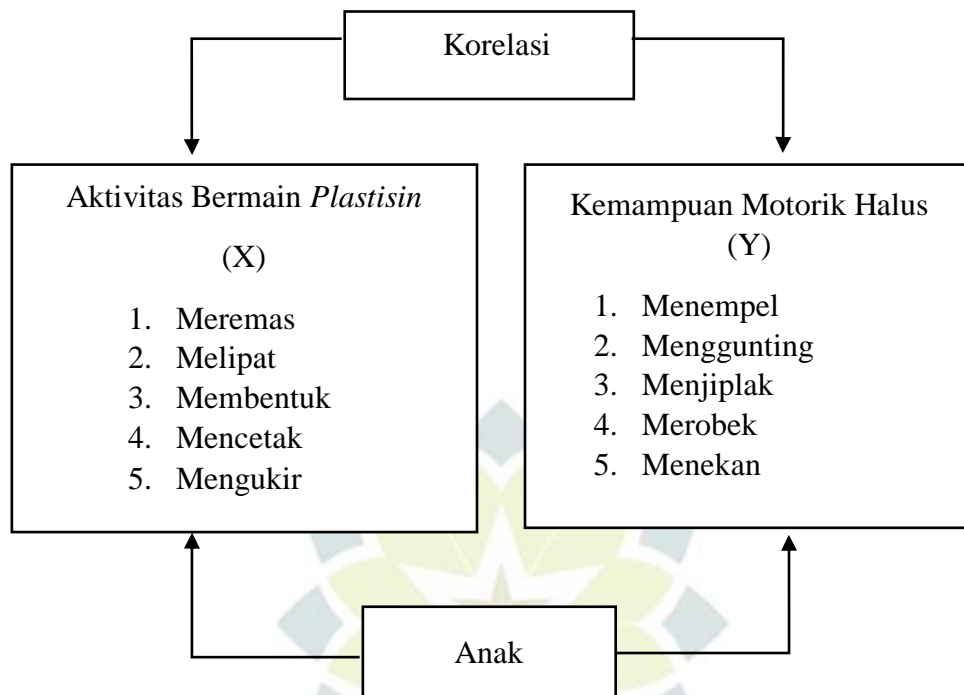 Korelasi
Aktivitas Bermain Plastisin
(X)
1. Meremas
2. Melipat
3. Membentuk
4. Mencetak
5. Mengukir
Kemampuan Motorik Halus
(Y)
1. Menempel
2. Menggunting
3. Menjiplak
4. Merobek
5. Menekan
Anak